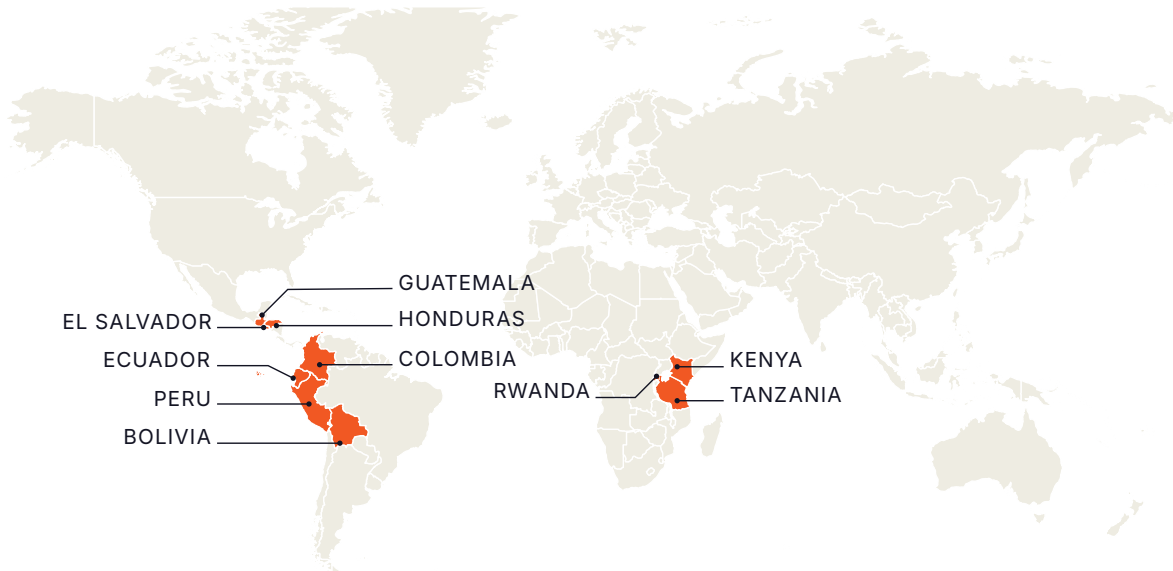 GUATEMALA
EL SALVADOR
HONDURAS
ECUADOR
COLOMBIA
KENYA
PERU
RWANDA
TANZANIA
BOLIVIA